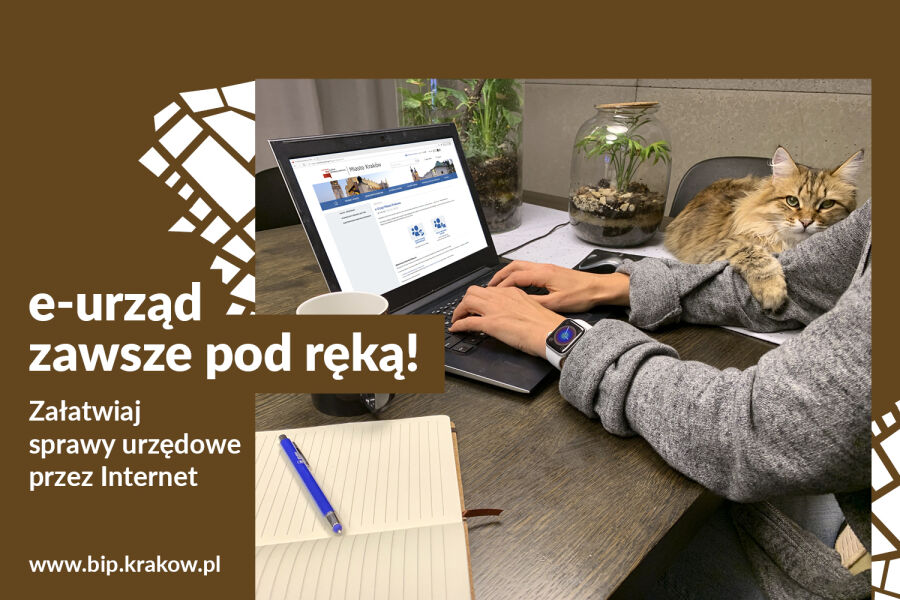 e-urząd
zawsze pod ręką!
Załatwiaj
sprawy urzędowe
przez Internet
www.bip.krakow.pl
Miasto Kraków